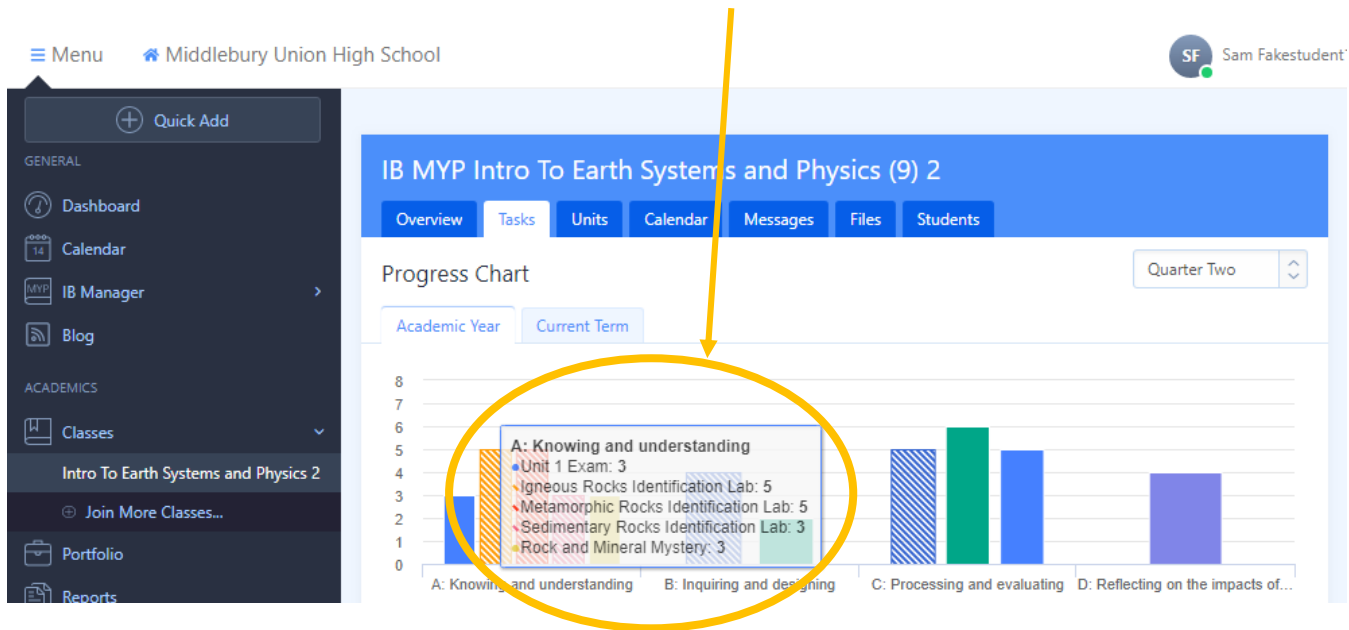 Menu
Middlebury Union High School
SF
Sam Fakestudent
Quick Add
GENERAL
Dashboard
14
Calendar
MYP
IB Manager
Blog
ACADEMICS
Classes
Intro To Earth Systems and Physics 2
Join More Classes...
Portfolio
Reports
IB MYP Intro To Earth Systems and Physics (9) 2
Overview Tasks Units Calendar Messages Files Students
Progress Chart
Quarter Two
Academic Year Current Term
8
7
6
5
4
3
2
1
0
A: Knowing and understanding
Unit 1 Exam: 3
Igneous Rocks Identification Lab: 5
Metamorphic Rocks Identification Lab: 5
Sedimentary Rocks Identification Lab: 3
Rock and Mineral Mystery: 3
A: Knowing and understanding
B: Inquiring and designing
C: Processing and evaluating
D: Reflecting on the impacts of...